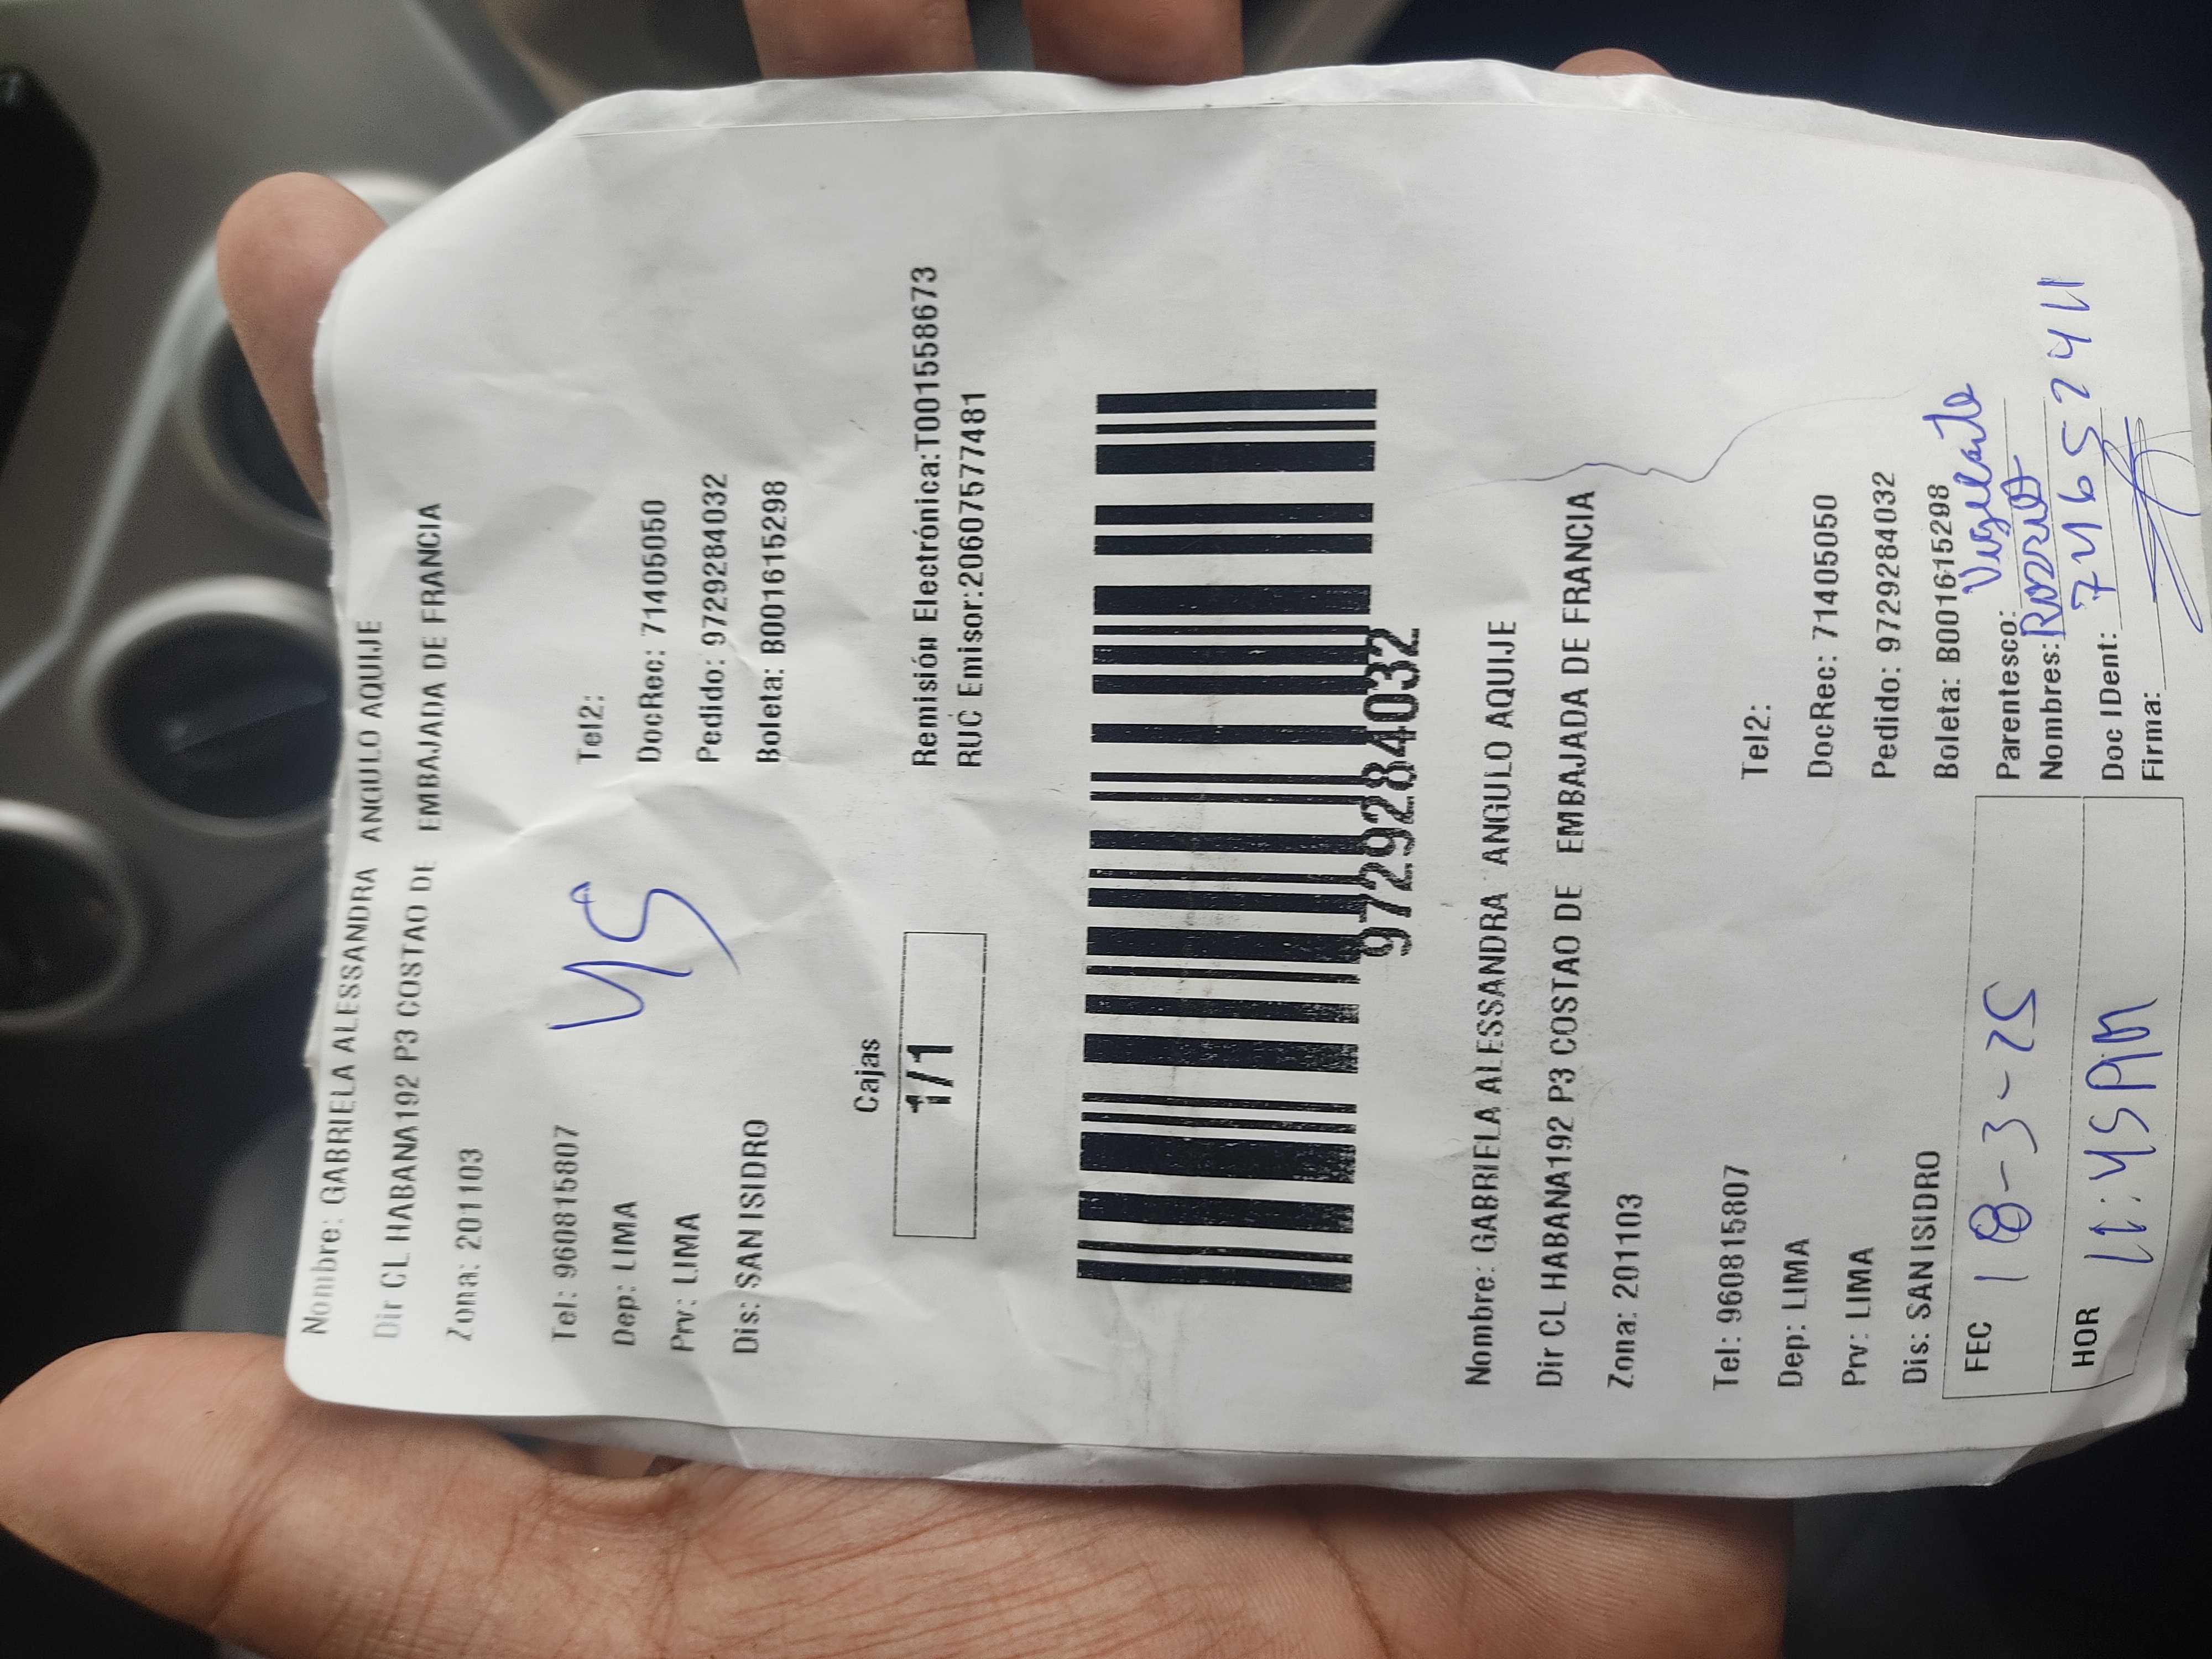 Nombre: GABRIELA ALESSANDRA ANGULO AQUIJE
Dir CL HABANA192 P3 COSTAO DE EMBAJADA DE FRANCIA
Zona: 201103
Tel: 960815807 Tel2:
Dep: LIMA DocRec: 71405050
Prv: LIMA Pedido: 9729284032
Dis: SAN ISIDRO Boleta: B001615298
45
Cajas
1/1
Remisión Electrónica:T001558673
RUC Emisor:20607577481
9729284032
Nombre: GABRIELA ALESSANDRA ANGULO AQUIJE
Dir CL HABANA192 P3 COSTAO DE EMBAJADA DE FRANCIA
Zona: 201103
Tel: 960815807 Tel2:
Dep: LIMA DocRec: 71405050
Prv: LIMA Pedido: 9729284032
Dis: SAN ISIDRO Boleta: B001615298
FEC 18-3-25
HOR 11:45 AM
Parentesco: Vigilante
Nombres:
Doc IDent: 74652411
Firma: